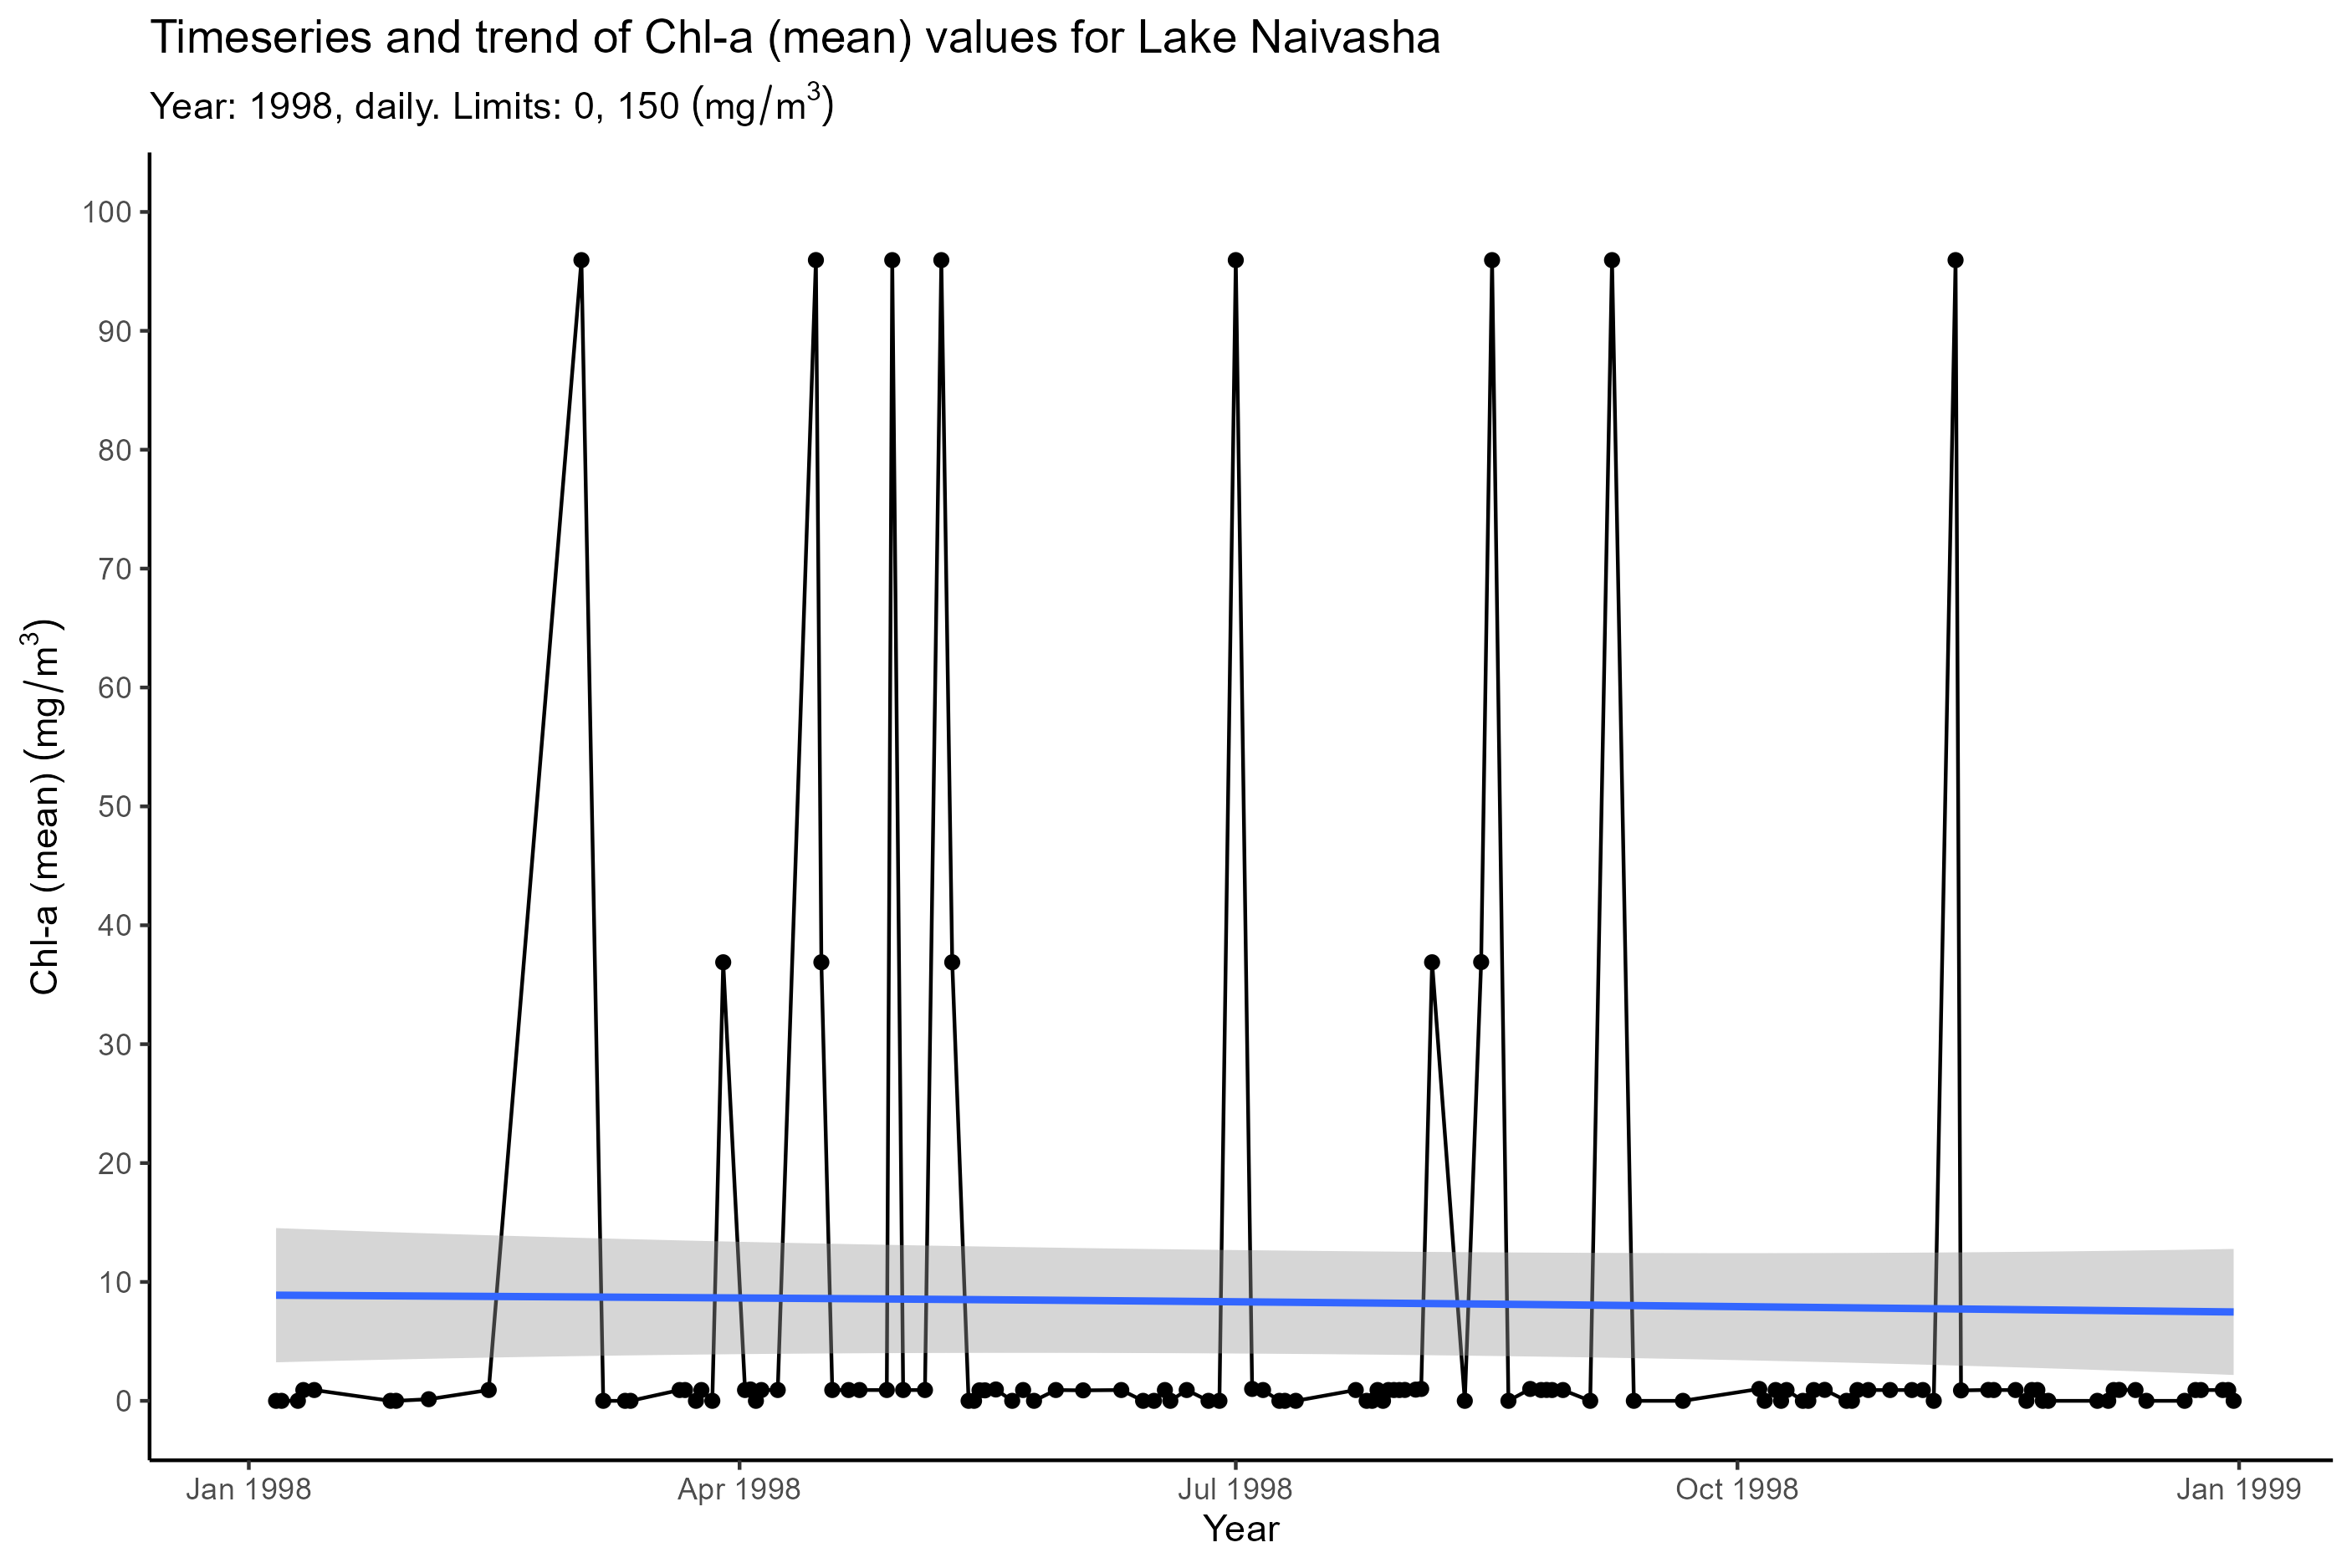 Timeseries and trend of Chl-a (mean) values for Lake Naivasha
Year: 1998, daily. Limits: 0, 150 (mg/m³)
100
90
80
70
60
50
40
30
20
10
0
Chl-a (mean) (mg/m³)
Jan 1998
Apr 1998
Jul 1998
Oct 1998
Jan 1999
Year